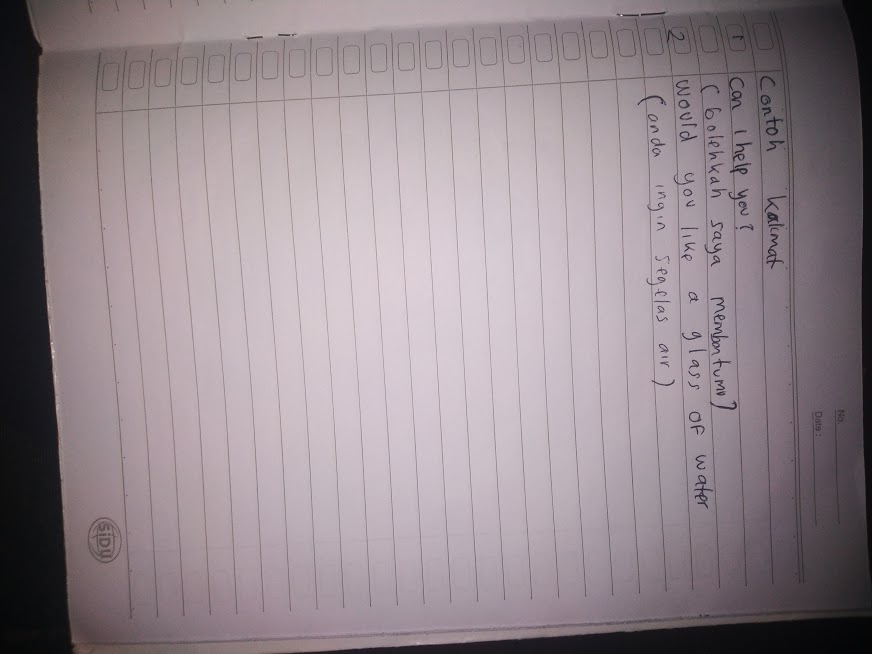 No.
Date :
Contoh kalimat
1 Can I help you?
(bolehkah saya membantumu)
2 Would you like a glass of water
(anda ingin segelas air)
SiDU